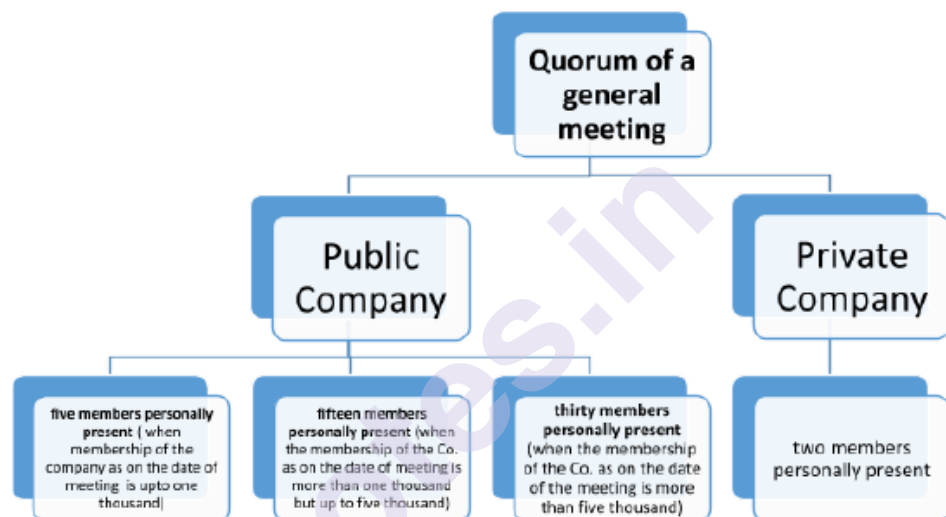 Quorum of a
general
meeting
Public
Company
Private
Company
five members personally
present ( when
membership of the
company as on the date of
meeting is upto one
thousand)
fifteen members
personally present (when
the membership of the Co.
as on the date of meeting is
more than one thousand
but up to five thousand)
thirty members
personally present
(when the membership
of the Co. as on the date
of the meeting is more
than five thousand)
two members
personally present